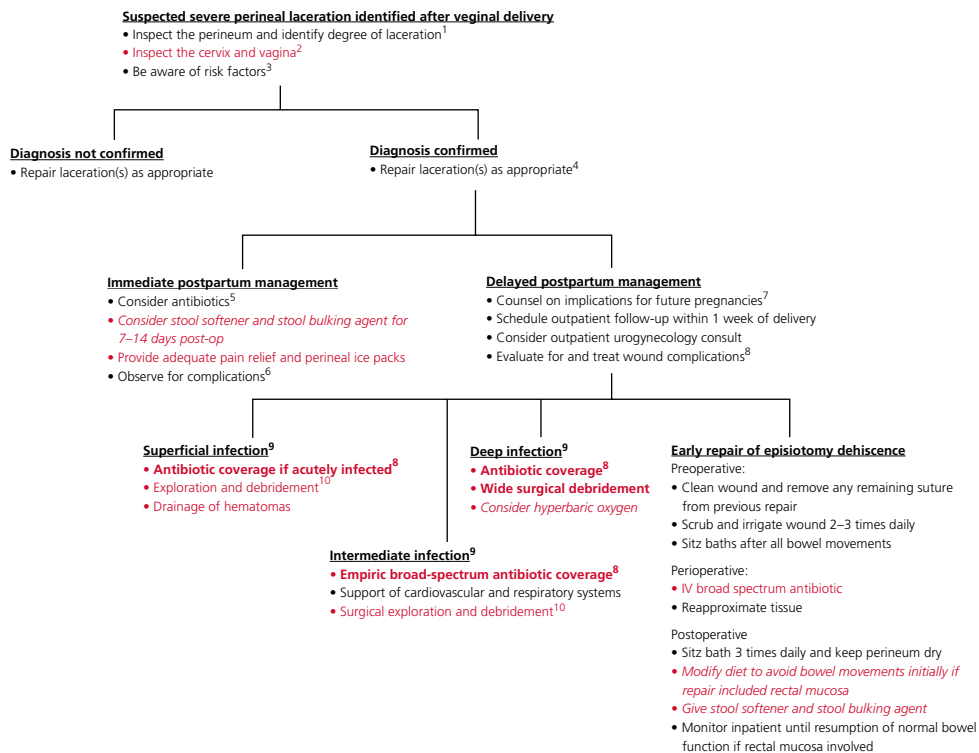 Suspected severe perineal laceration identified after vaginal delivery
• Inspect the perineum and identify degree of laceration1
• Inspect the cervix and vagina2
• Be aware of risk factors3
Diagnosis not confirmed
• Repair laceration(s) as appropriate
Diagnosis confirmed
• Repair laceration(s) as appropriate4
Immediate postpartum management
• Consider antibiotics5
• Consider stool softener and stool bulking agent for
7–14 days post-op
• Provide adequate pain relief and perineal ice packs
• Observe for complications6
Delayed postpartum management
• Counsel on implications for future pregnancies7
• Schedule outpatient follow-up within 1 week of delivery
• Consider outpatient urogynecology consult
• Evaluate for and treat wound complications8
Superficial infection9
• Antibiotic coverage if acutely infected8
• Exploration and debridement10
• Drainage of hematomas
Intermediate infection9
• Empiric broad-spectrum antibiotic coverage8
• Support of cardiovascular and respiratory systems
• Surgical exploration and debridement10
Deep infection9
• Antibiotic coverage8
• Wide surgical debridement
• Consider hyperbaric oxygen
Early repair of episiotomy dehiscence
Preoperative:
• Clean wound and remove any remaining suture
from previous repair
• Scrub and irrigate wound 2–3 times daily
• Sitz baths after all bowel movements
Perioperative:
• IV broad spectrum antibiotic
• Reapproximate tissue
Postoperative
• Sitz bath 3 times daily and keep perineum dry
• Modify diet to avoid bowel movements initially if
repair included rectal mucosa
• Give stool softener and stool bulking agent
• Monitor inpatient until resumption of normal bowel
function if rectal mucosa involved